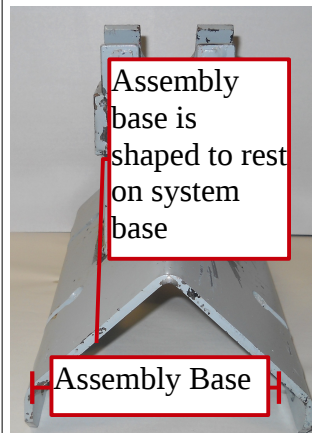 Assembly
base is
shaped to rest
on system
base
Assembly Base